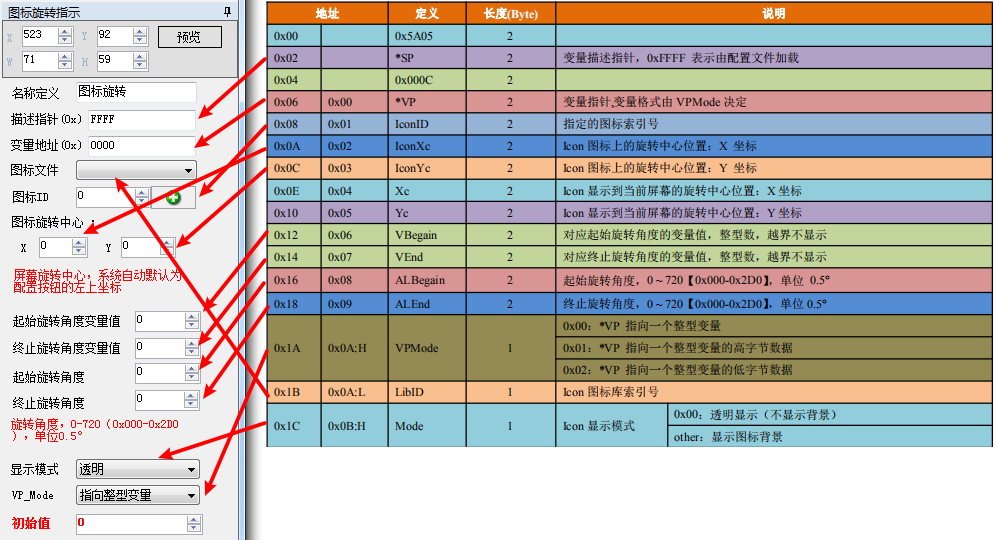 图标旋转指示
X 523 Y 92 预览
W 71 H 59
名称定义 图标旋转
描述指针(0x) FFFF
变量地址(0x) 0000
图标文件
图标ID 0
图标旋转中心：
X 0 Y 0
屏幕旋转中心，系统自动默认为
配置按钮的左上坐标
起始旋转角度变量值 0
终止旋转角度变量值 0
起始旋转角度 0
终止旋转角度 0
旋转角度，0-720（0x000-0x2D0
），单位0.5°
显示模式 透明
VP_Mode 指向整型变量
初始值 0
地址 定义 长度(Byte) 说明
0x00 0x5A05 2
0x02 *SP 2 变量描述指针，0xFFFF 表示由配置文件加载
0x04 0x000C 2
0x06 0x00 *VP 2 变量指针,变量格式由 VPMode 决定
0x08 0x01 IconID 2 指定的图标索引号
0x0A 0x02 IconXc 2 Icon 图标上的旋转中心位置：X 坐标
0x0C 0x03 IconYc 2 Icon 图标上的旋转中心位置：Y 坐标
0x0E 0x04 Xc 2 Icon 显示到当前屏幕的旋转中心位置：X坐标
0x10 0x05 Yc 2 Icon 显示到当前屏幕的旋转中心位置：Y坐标
0x12 0x06 VBegain 2 对应起始旋转角度的变量值，整型数，越界不显示
0x14 0x07 VEnd 2 对应终止旋转角度的变量值，整型数，越界不显示
0x16 0x08 ALBegain 2 起始旋转角度，0～720【0x000-0x2D0】，单位 0.5°
0x18 0x09 ALEnd 2 终止旋转角度，0～720【0x000-0x2D0】，单位 0.5°
0x1A 0x0A:H VPMode 1 0x00：*VP 指向一个整型变量
0x01：*VP 指向一个整型变量的高字节数据
0x02：*VP 指向一个整型变量的低字节数据
0x1B 0x0A:L LibID 1 Icon 图标库索引号
0x1C 0x0B:H Mode 1 Icon 显示模式 0x00：透明显示（不显示背景）
other：显示图标背景